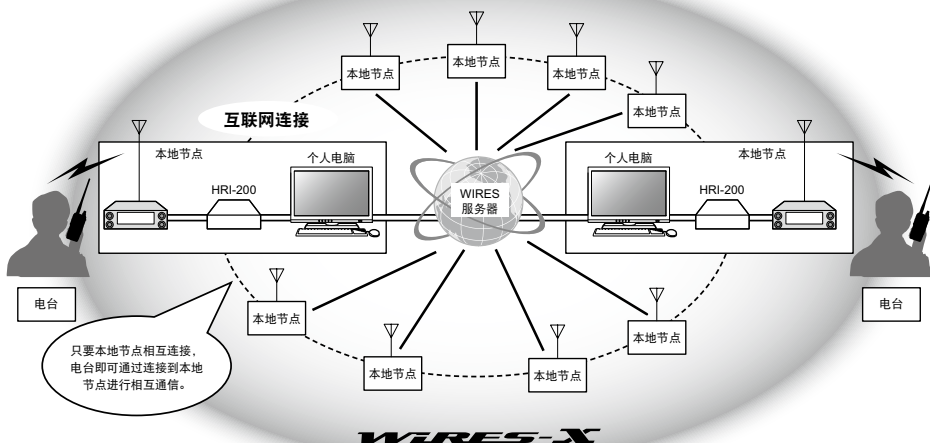 本地节点
本地节点
本地节点
本地节点
互联网连接
本地节点
个人电脑
HRI-200
WIRES
服务器
个人电脑
本地节点
HRI-200
电台
电台
本地节点
本地节点
本地节点
本地节点
只要本地节点相互连接，
电台即可通过连接到本地
节点进行相互通信。
WiRES-X